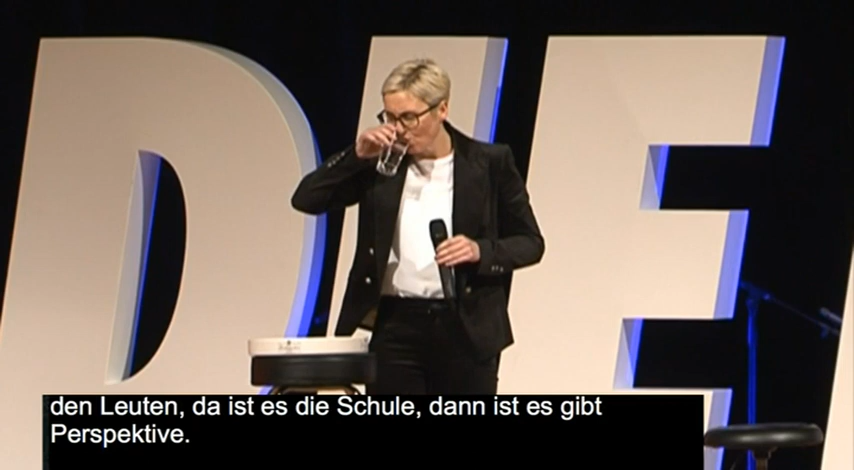 DIE
den Leuten, da ist es die Schule, dann ist es gibt
Perspektive.